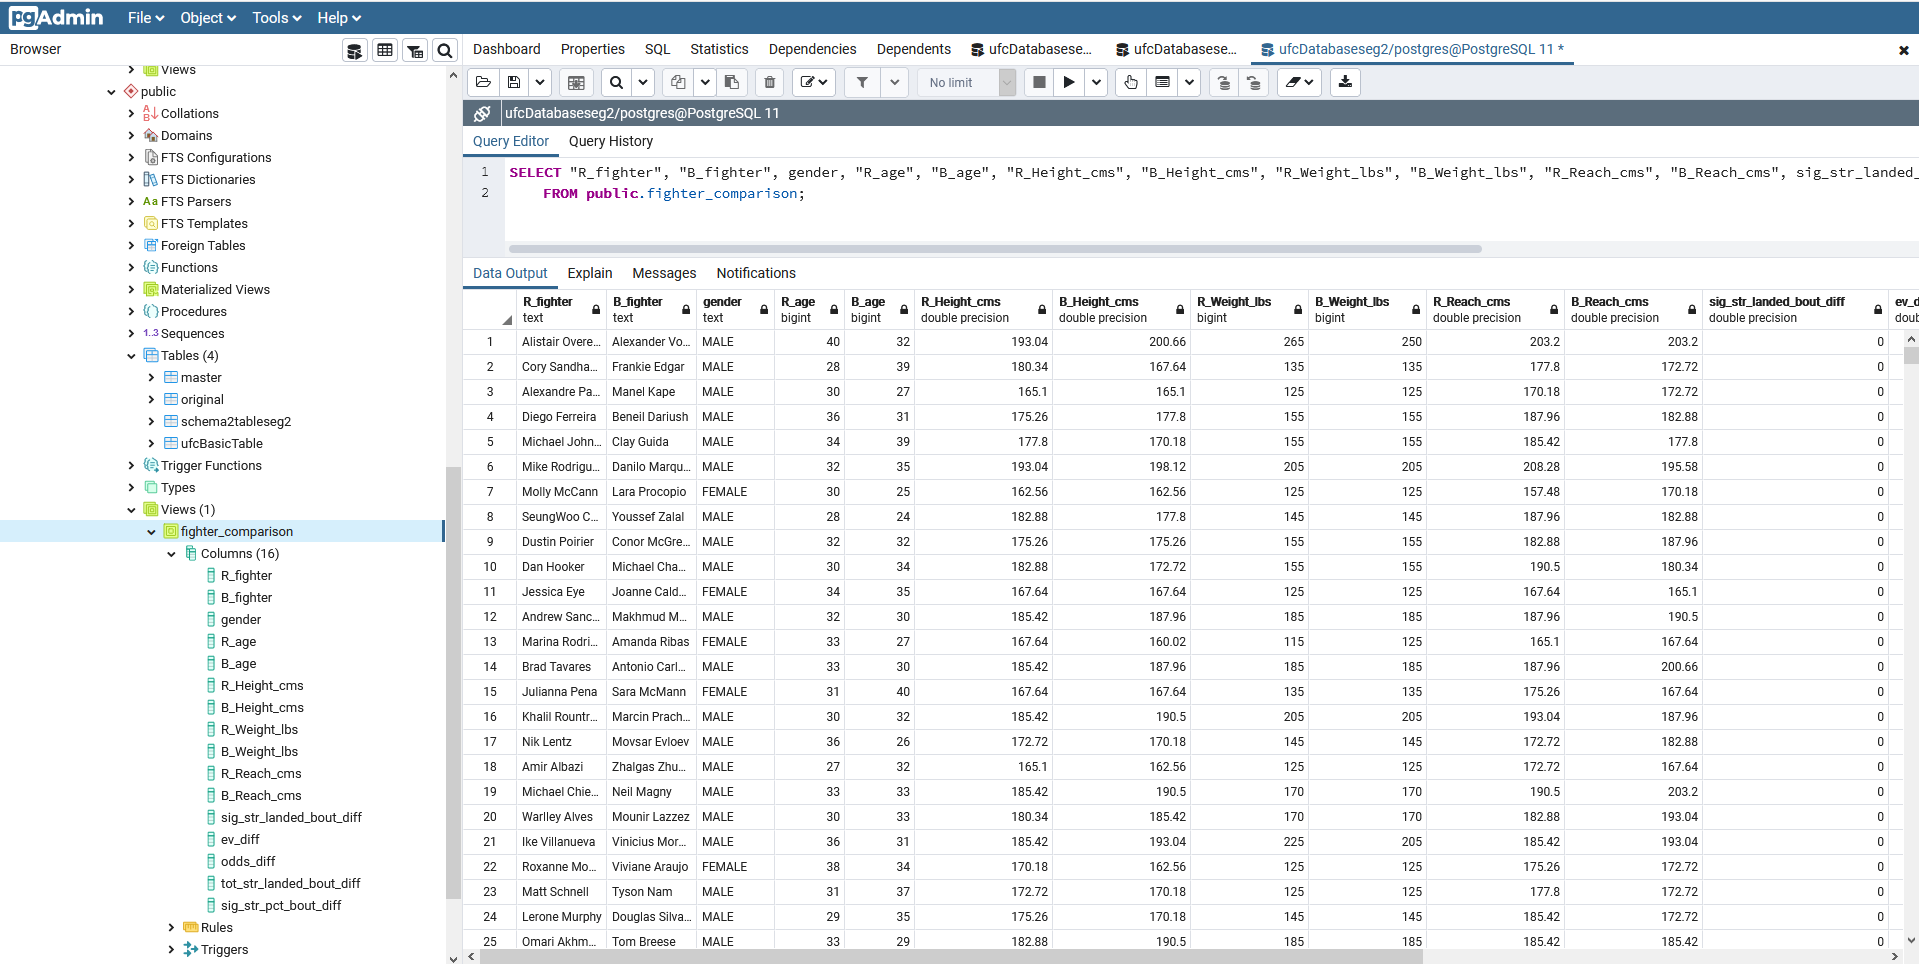 pgAdmin File Object Tools Help
Browser
Dashboard Properties SQL Statistics Dependencies Dependents ufcDatabasese... ufcDatabasese... ufcDatabaseseg2/postgres@PostgreSQL 11 *
No limit
ufcDatabaseseg2/postgres@PostgreSQL 11
Query Editor Query History
1 SELECT "R_fighter", "B_fighter", gender, "R_age", "B_age", "R_Height_cms", "B_Height_cms", "R_Weight_lbs", "B_Weight_lbs", "R_Reach_cms", "B_Reach_cms", sig_str_landed_
2 FROM public.fighter_comparison;
Views
public
Collations
Domains
FTS Configurations
FTS Dictionaries
Aa FTS Parsers
FTS Templates
Foreign Tables
Functions
Materialized Views
Procedures
1..3 Sequences
Tables (4)
master
original
schema2tableseg2
ufcBasicTable
Trigger Functions
Types
Views (1)
fighter_comparison
Columns (16)
R_fighter
B_fighter
gender
R_age
B_age
R_Height_cms
B_Height_cms
R_Weight_lbs
B_Weight_lbs
R_Reach_cms
B_Reach_cms
sig_str_landed_bout_diff
ev_diff
odds_diff
tot_str_landed_bout_diff
sig_str_pct_bout_diff
Rules
Triggers
Data Output Explain Messages Notifications
R_fighter B_fighter gender R_age B_age R_Height_cms B_Height_cms R_Weight_lbs B_Weight_lbs R_Reach_cms B_Reach_cms sig_str_landed_bout_diff ev_d
text text text bigint bigint double precision double precision bigint bigint double precision double precision double precision doub
1 Alistair Overe... Alexander Vo... MALE 40 32 193.04 200.66 265 250 203.2 203.2 0
2 Cory Sandha... Frankie Edgar MALE 28 39 180.34 167.64 135 135 177.8 172.72 0
3 Alexandre Pa... Manel Kape MALE 30 27 165.1 165.1 125 125 170.18 172.72 0
4 Diego Ferreira Beneil Dariush MALE 36 31 175.26 177.8 155 155 187.96 182.88 0
5 Michael John... Clay Guida MALE 34 39 177.8 170.18 155 155 185.42 177.8 0
6 Mike Rodrigu... Danilo Marqu... MALE 32 35 193.04 198.12 205 205 208.28 195.58 0
7 Molly McCann Lara Procopio FEMALE 30 25 162.56 162.56 125 125 157.48 170.18 0
8 SeungWoo C... Youssef Zalal MALE 28 24 182.88 177.8 145 145 187.96 182.88 0
9 Dustin Poirier Conor McGre... MALE 32 32 175.26 175.26 155 155 182.88 187.96 0
10 Dan Hooker Michael Cha... MALE 30 34 182.88 172.72 155 155 190.5 180.34 0
11 Jessica Eye Joanne Cald... FEMALE 34 35 167.64 167.64 125 125 167.64 165.1 0
12 Andrew Sanc... Makhmud M... MALE 32 30 185.42 187.96 185 185 187.96 190.5 0
13 Marina Rodri... Amanda Ribas FEMALE 33 27 167.64 160.02 115 125 165.1 167.64 0
14 Brad Tavares Antonio Carl... MALE 33 30 185.42 187.96 185 185 187.96 200.66 0
15 Julianna Pena Sara McMann FEMALE 31 40 167.64 167.64 135 135 175.26 167.64 0
16 Khalil Rountr... Marcin Prach... MALE 30 32 185.42 190.5 205 205 193.04 187.96 0
17 Nik Lentz Movsar Evloev MALE 36 26 172.72 170.18 145 145 172.72 182.88 0
18 Amir Albazi Zhalgas Zhu... MALE 27 32 165.1 162.56 125 125 172.72 167.64 0
19 Michael Chie... Neil Magny MALE 33 33 185.42 190.5 170 170 190.5 203.2 0
20 Warlley Alves Mounir Lazzez MALE 30 33 180.34 185.42 170 170 182.88 193.04 0
21 Ike Villanueva Vinicius Mor... MALE 36 31 185.42 193.04 225 205 185.42 193.04 0
22 Roxanne Mo... Viviane Araujo FEMALE 38 34 170.18 162.56 125 125 175.26 172.72 0
23 Matt Schnell Tyson Nam MALE 31 37 172.72 170.18 125 125 177.8 172.72 0
24 Lerone Murphy Douglas Silva... MALE 29 35 175.26 170.18 145 145 185.42 172.72 0
25 Omari Akhm... Tom Breese MALE 33 29 182.88 190.5 185 185 185.42 185.42 0